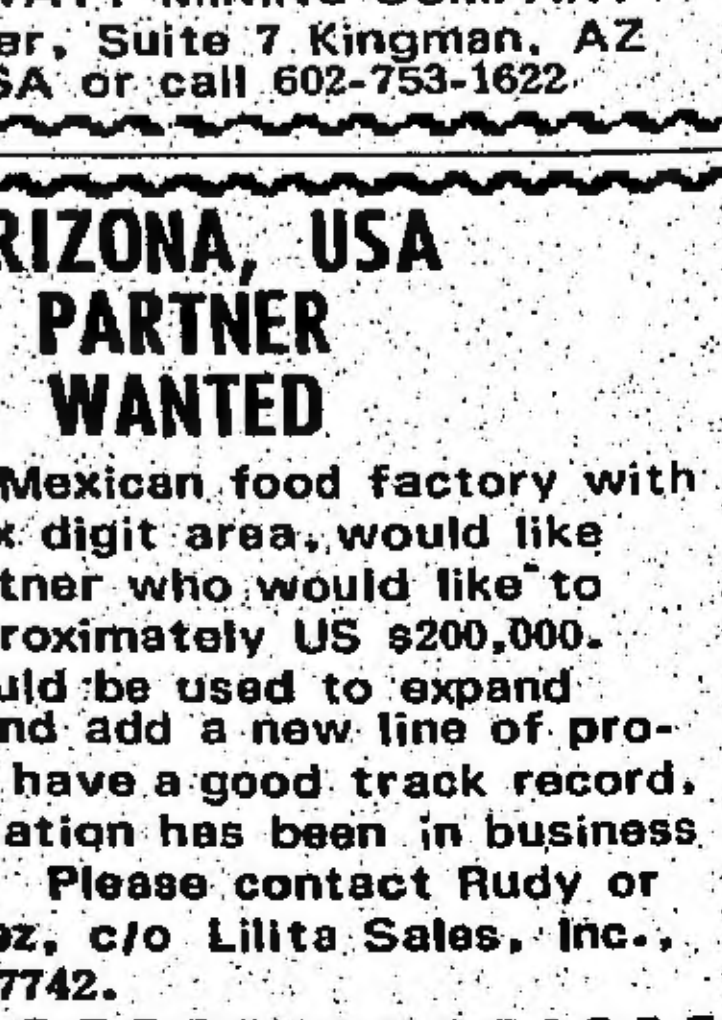 er, Suite 7 Kingman, AZ
SA or call 602-753-1622
RIZONA, USA
PARTNER
WANTED
Mexican food factory with
x digit area, would like
tner who would like to
roximately US $200,000.
uld be used to expand
nd add a new line of pro-
have a good track record.
ation has been in business
Please contact Rudy or
ez, c/o Lilita Sales, Inc.,
7742.